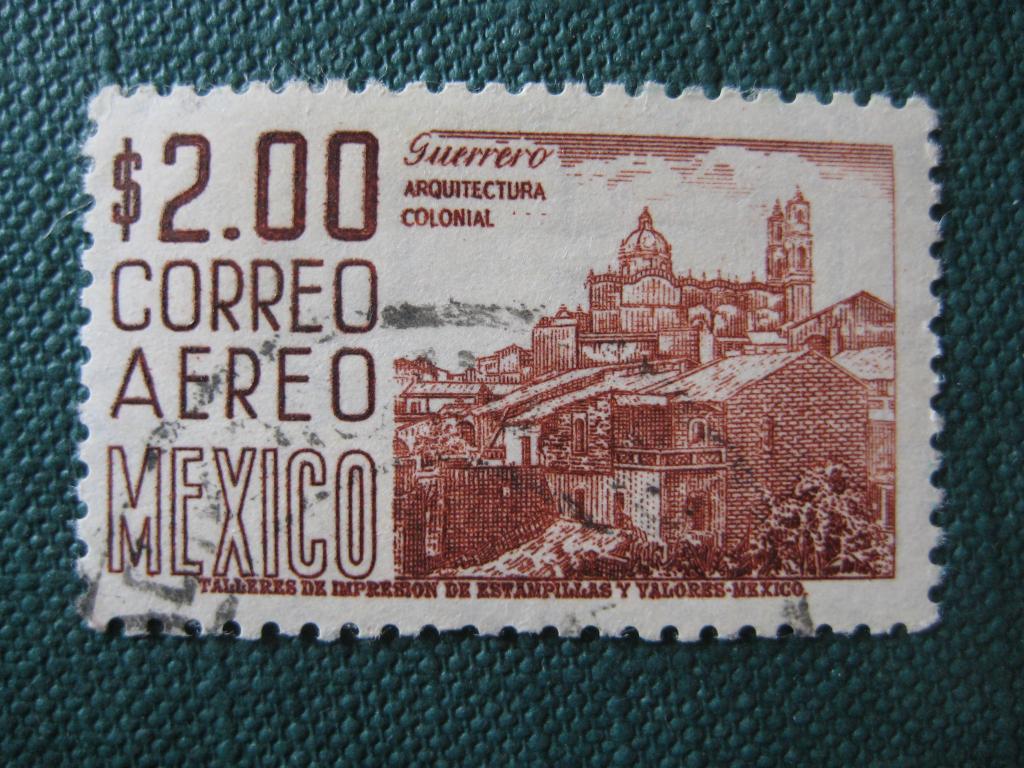 $2.00
CORREO
AEREO
MEXICO
Guerrero
ARQUITECTURA
COLONIAL
TALLERES DE IMPRESION DE ESTAMPILLAS Y VALORES-MEXICO.